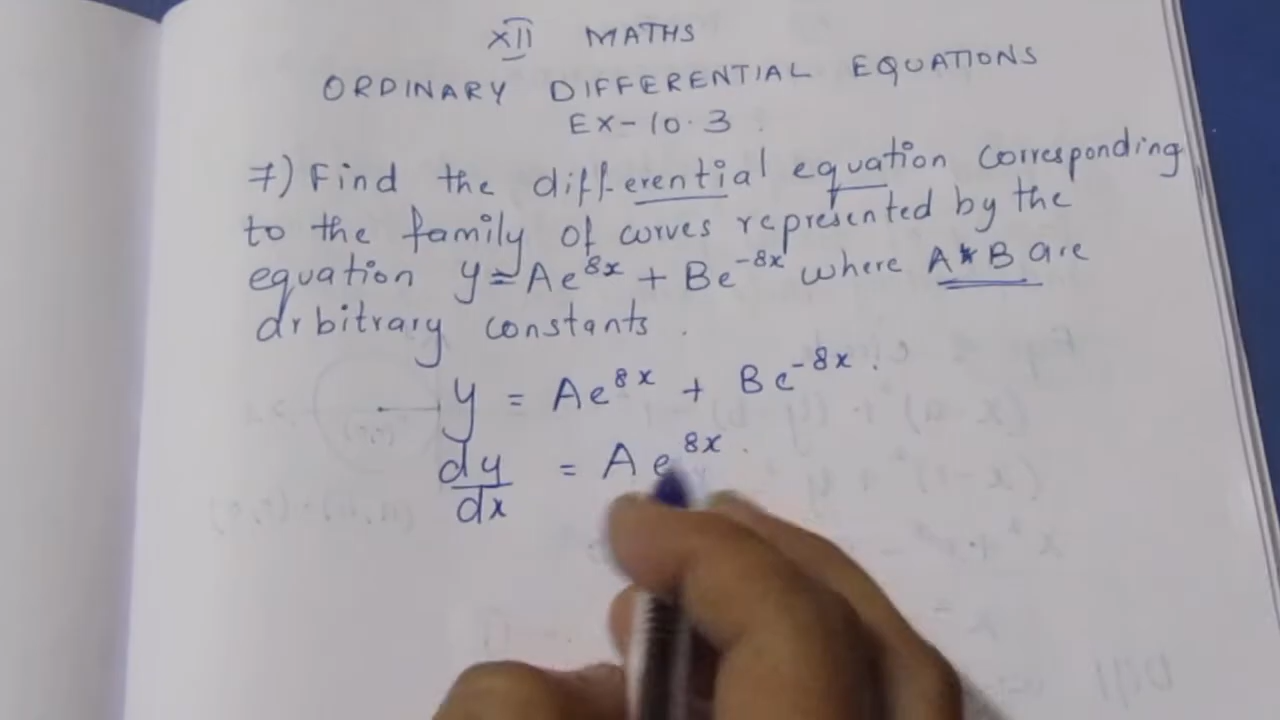 XII MATHS
ORDINARY DIFFERENTIAL EQUATIONS
EX-10.3
7) Find the differential equation corresponding
to the family of curves represented by the
equation y = Ae^{8x} + Be^{-8x} where A & B are
arbitrary constants.
y = Ae^{8x} + Be^{-8x}.
dy/dx = Ae^{8x}.